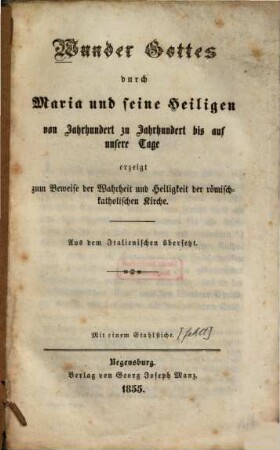 Wunder Gottes
durch
Maria und seine Heiligen
von Jahrhundert zu Jahrhundert bis auf
unsere Tage
erzeigt
zum Beweise der Wahrheit und Heiligkeit der römisch-
katholischen Kirche.
Aus dem Italienischen übersetzt.
Mit einem Stahlstiche. [fehlt]
Regensburg.
Verlag von Georg Joseph Manz.
1855.